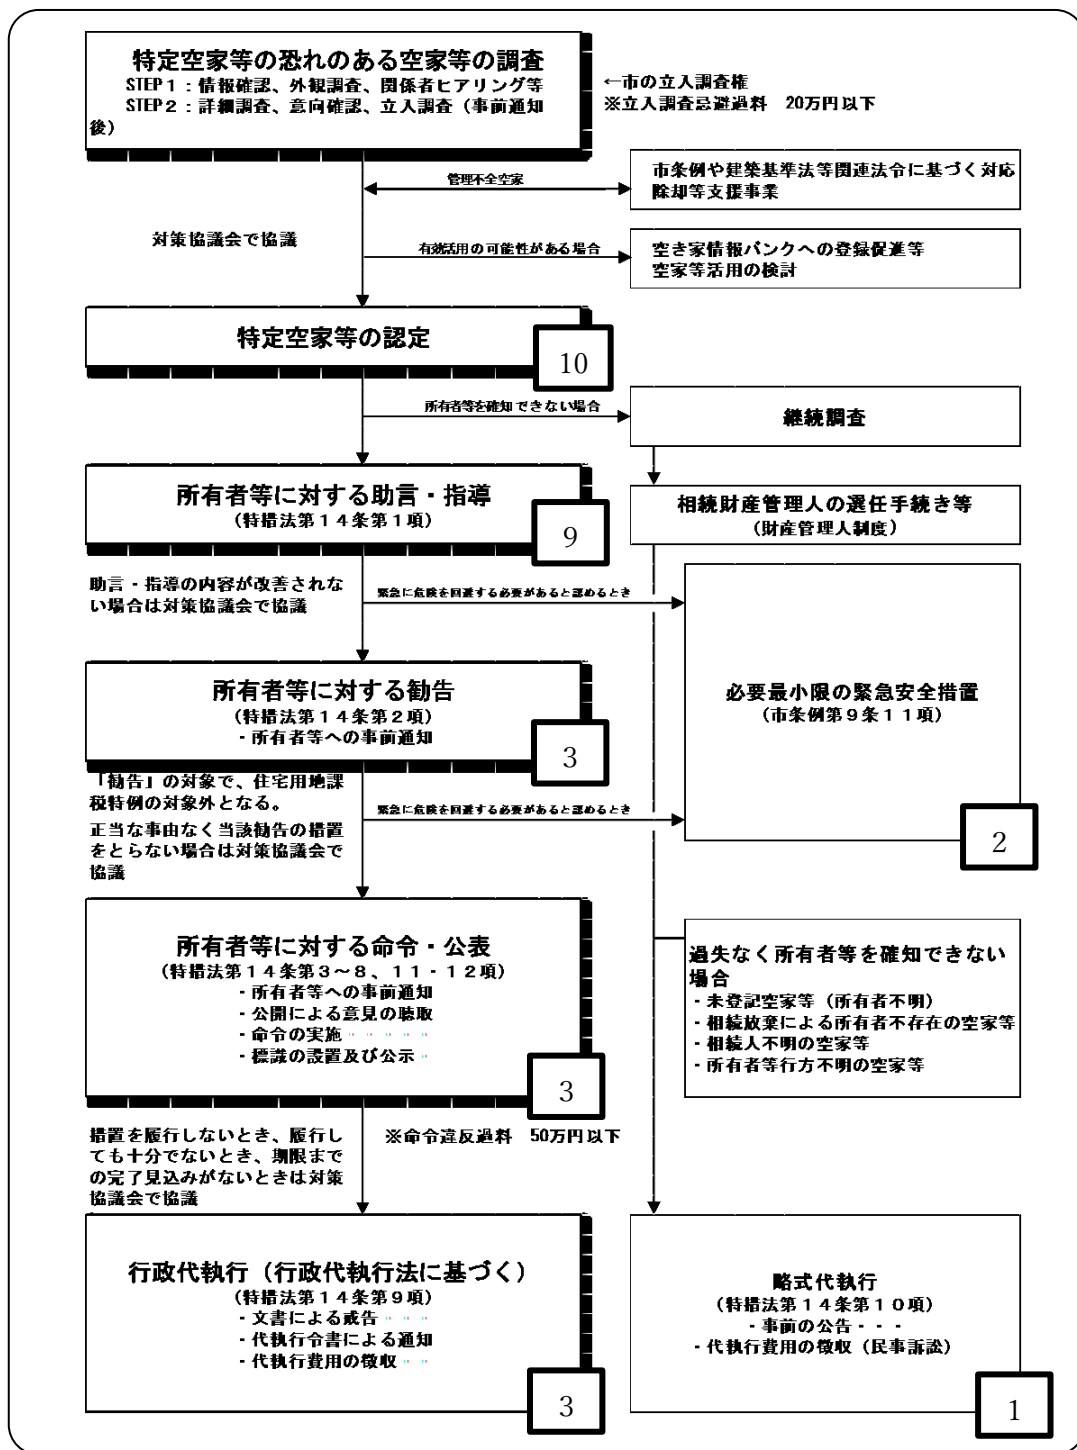 特定空家等の恐れのある空家等の調査
STEP1：情報確認、外観調査、関係者ヒアリング等
STEP2：詳細調査、意向確認、立入調査（事前通知
後）
←市の立入調査権
※立入調査忌避過料　20万円以下
管理不全空家
市条例や建築基準法等関連法令に基づく対応
除却等支援事業
対策協議会で協議
有効活用の可能性がある場合
空き家情報バンクへの登録促進等
空家等活用の検討
特定空家等の認定
10
所有者等を確知できない場合
継続調査
所有者等に対する助言・指導
（特措法第１４条第１項）
9
相続財産管理人の選任手続き等
（財産管理人制度）
助言・指導の内容が改善されな
い場合は対策協議会で協議
緊急に危険を回避する必要があると認めるとき
必要最小限の緊急安全措置
（市条例第９条１１項）
2
所有者等に対する勧告
（特措法第１４条第２項）
・所有者等への事前通知
3
「勧告」の対象で、住宅用地課
税特例の対象外となる。
緊急に危険を回避する必要があると認めるとき
正当な事由なく当該勧告の措置
をとらない場合は対策協議会で
協議
所有者等に対する命令・公表
（特措法第１４条第３～８、１１・１２項）
・所有者等への事前通知
・公開による意見の聴取
・命令の実施
・標識の設置及び公示
3
過失なく所有者等を確知できない
場合
・未登記空家等（所有者不明）
・相続放棄による所有者不存在の空家等
・相続人不明の空家等
・所有者等行方不明の空家等
措置を履行しないとき、履行し
ても十分でないとき、期限まで
の完了見込みがないときは対策
協議会で協議
※命令違反過料　50万円以下
行政代執行（行政代執行法に基づく）
（特措法第１４条第９項）
・文書による戒告
・代執行令書による通知
・代執行費用の徴収
3
略式代執行
（特措法第１４条第１０項）
・事前の公告・・・
・代執行費用の徴収（民事訴訟）
1